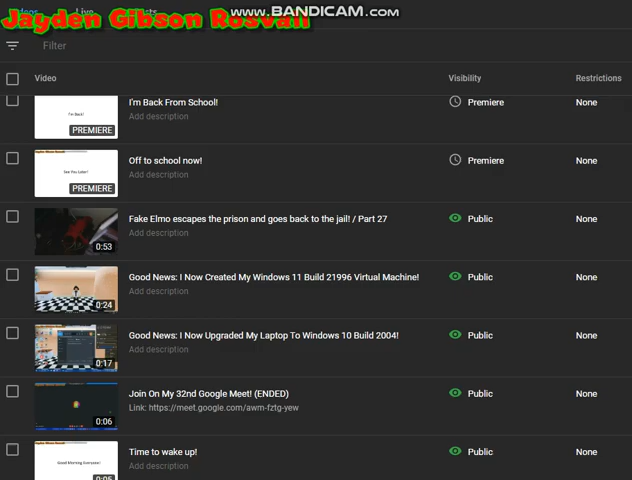 Jayden Gibson Rosvall
www.BANDICAM.com
Live
Filter
Video Visibility Restrictions
I'm Back!
PREMIERE
I'm Back From School!
Add description
Premiere
None
See You Later!
PREMIERE
Off to school now!
Add description
Premiere
None
0:53
Fake Elmo escapes the prison and goes back to the jail! / Part 27
Add description
Public
None
0:24
Good News: I Now Created My Windows 11 Build 21996 Virtual Machine!
Add description
Public
None
0:17
Good News: I Now Upgraded My Laptop To Windows 10 Build 2004!
Add description
Public
None
0:06
Join On My 32nd Google Meet! (ENDED)
Link: https://meet.google.com/awm-fztg-yew
Public
None
Good Morning Everyone!
0:05
Time to wake up!
Add description
Public
None